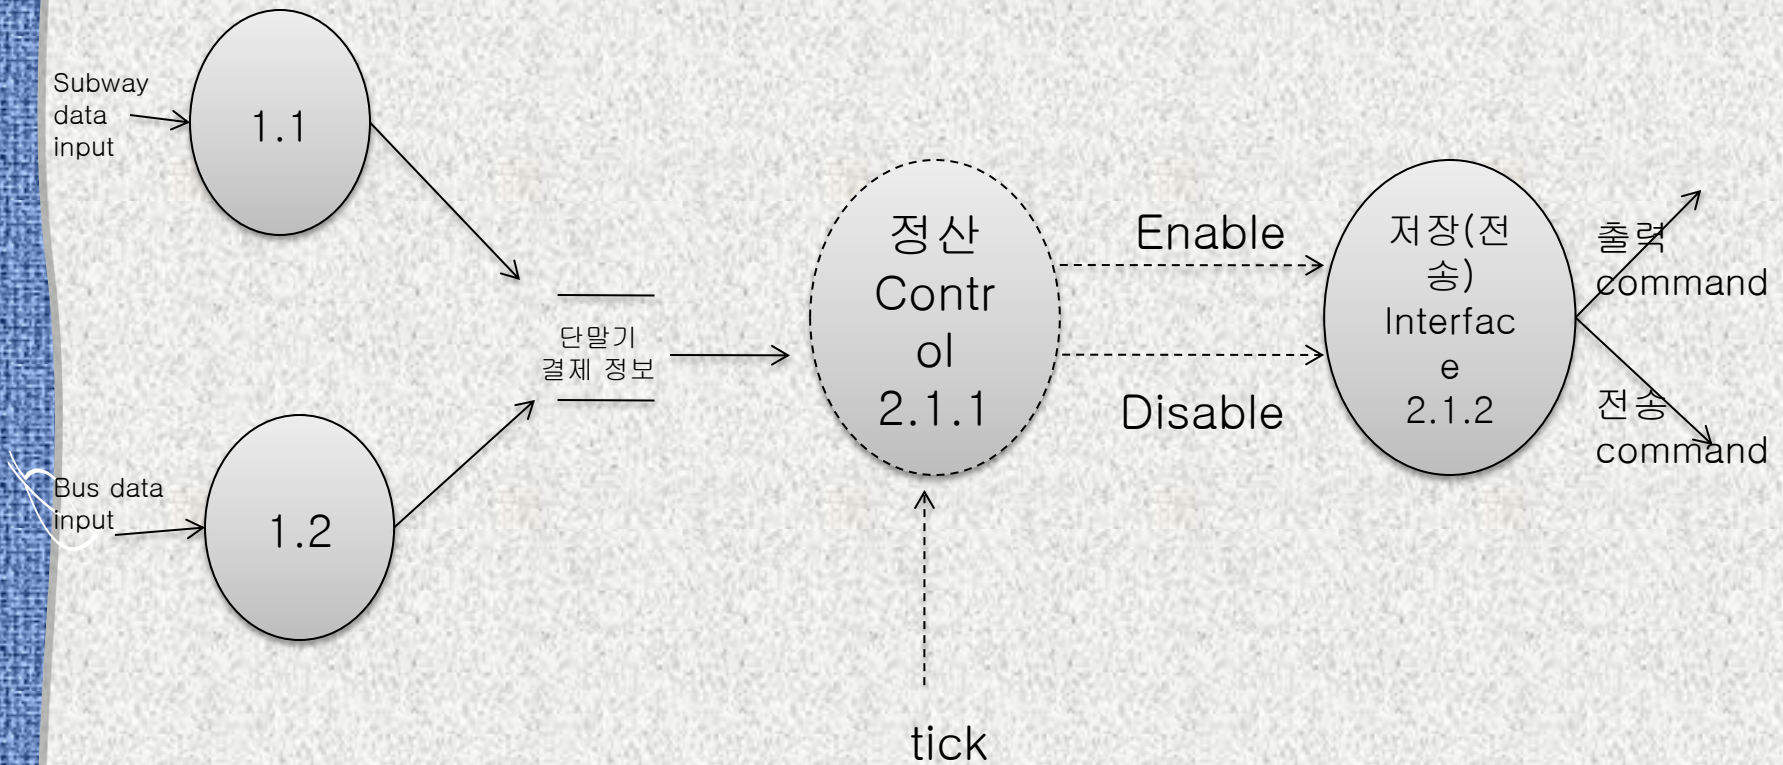 Subway
data
input
1.1
Bus data
input
1.2
단말기
결제 정보
정산
Contr
ol
2.1.1
tick
Enable
Disable
저장(전
송)
Interfac
e
2.1.2
출력
command
전송
command